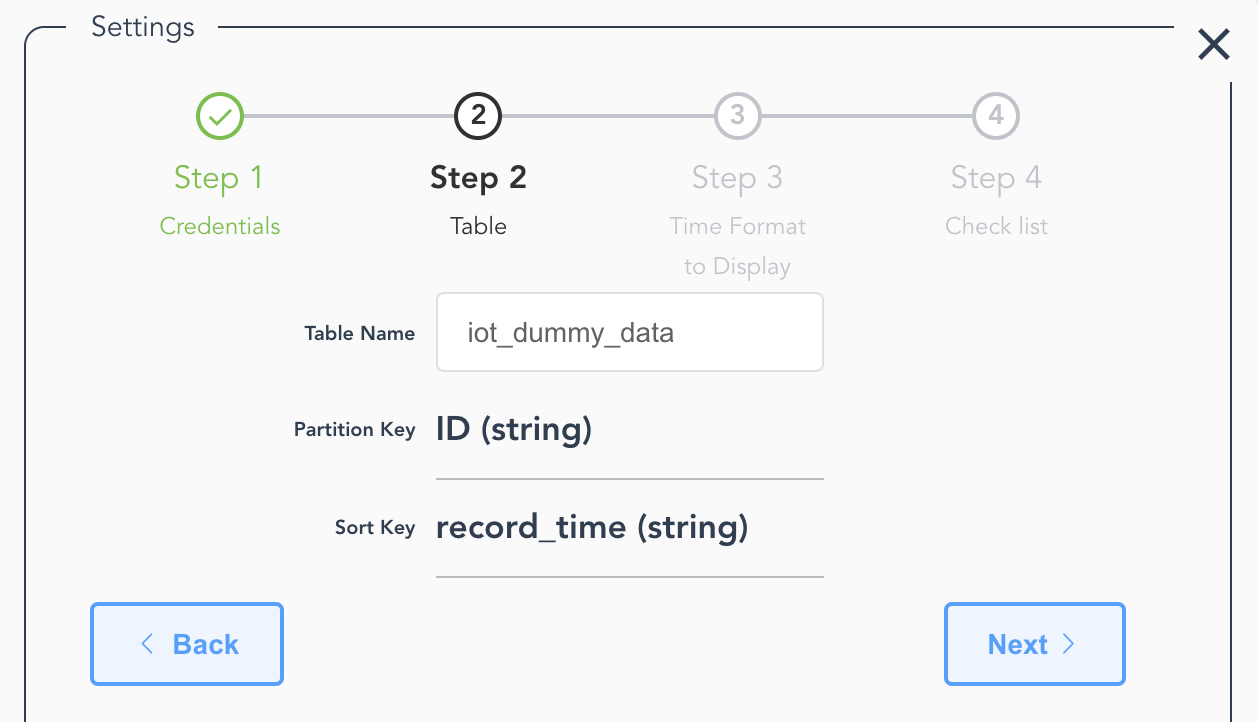 Settings
2
3
4
Step 1
Step 2
Step 3
Step 4
Credentials
Table
Time Format
to Display
Check list
Table Name
iot_dummy_data
Partition Key
ID (string)
Sort Key
record_time (string)
Back
Next